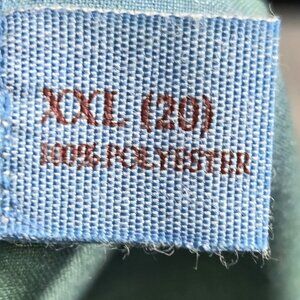 XXL (20)
100% POLYESTER